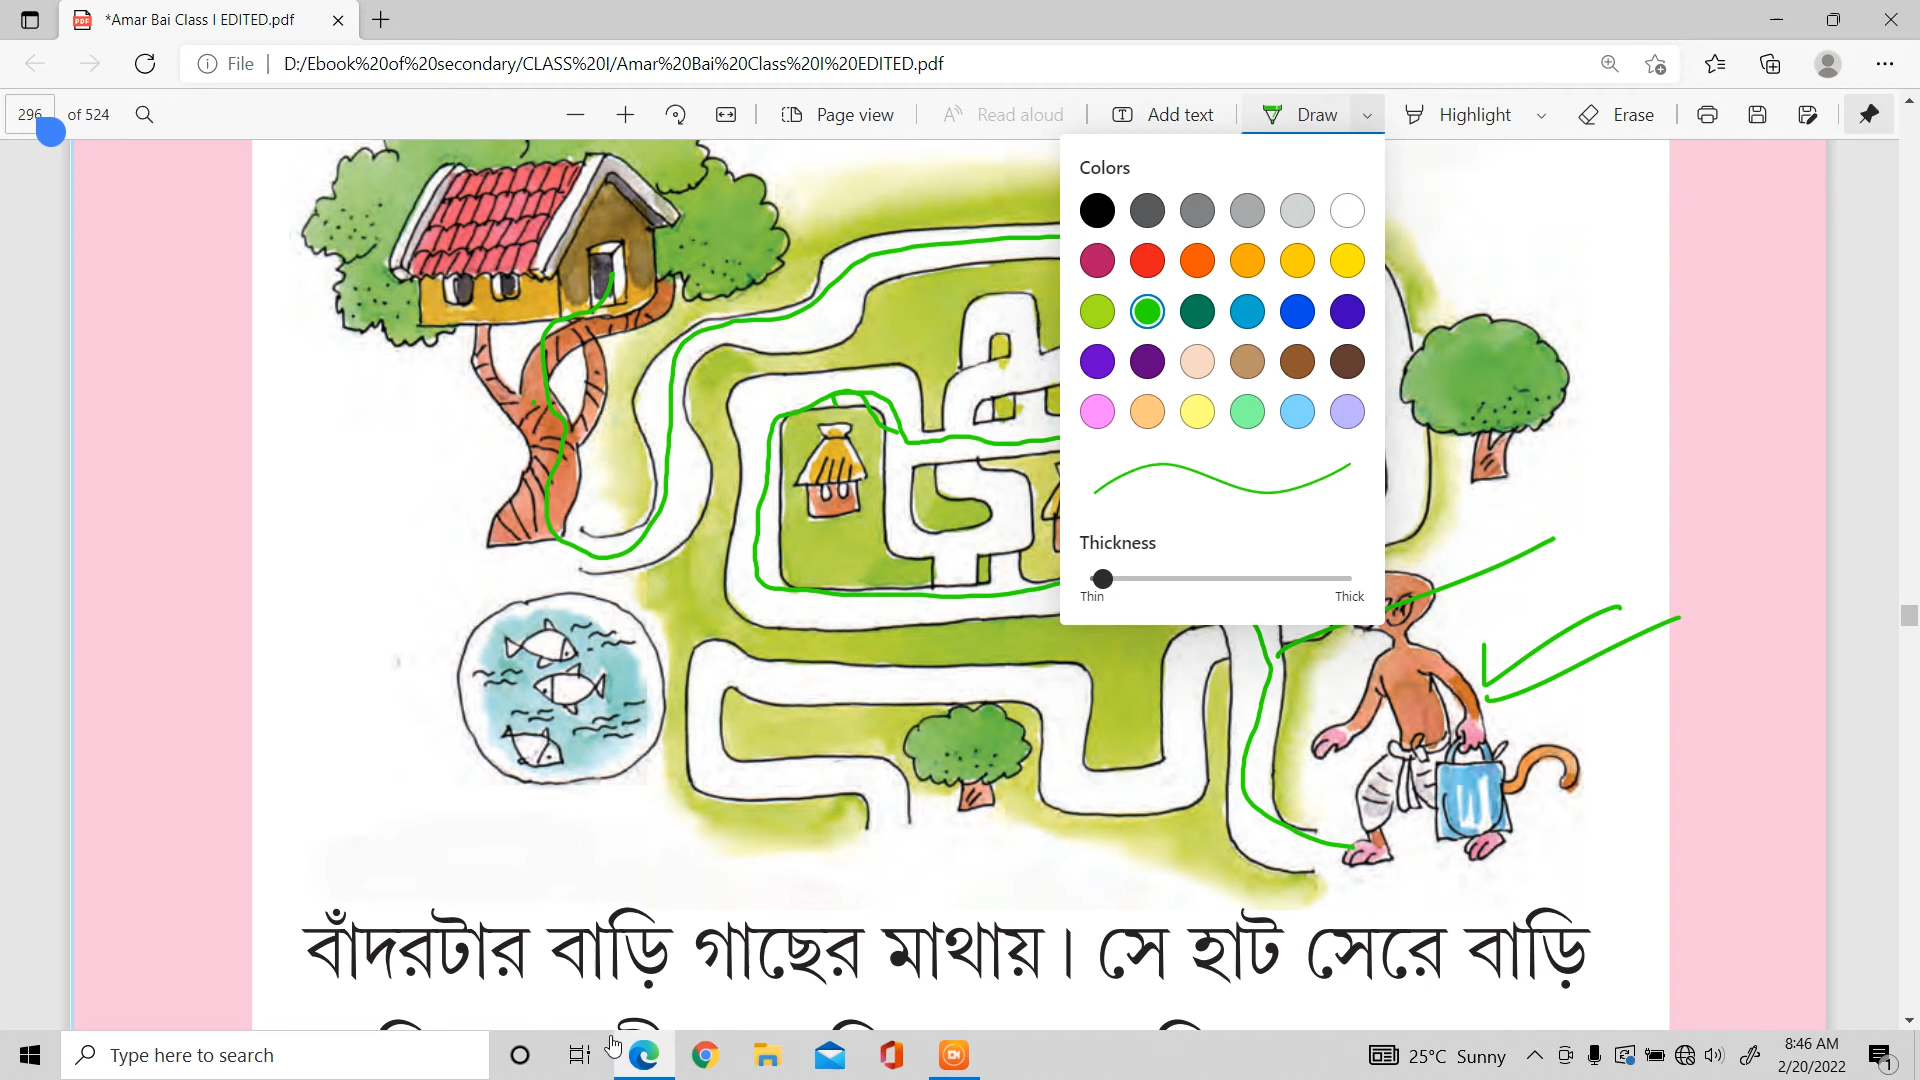 *Amar Bai Class I EDITED.pdf
File
D:/Ebook%20of%20secondary/CLASS%20I/Amar%20Bai%20Class%20I%20EDITED.pdf
296 of 524
Page view
Read aloud
Add text
Draw
Highlight
Erase
Colors
Thickness
Thin
Thick
বাঁদরটার বাড়ি গাছের মাথায়। সে হাট সেরে বাড়ি
Type here to search
25°C Sunny
8:46 AM
2/20/2022
1